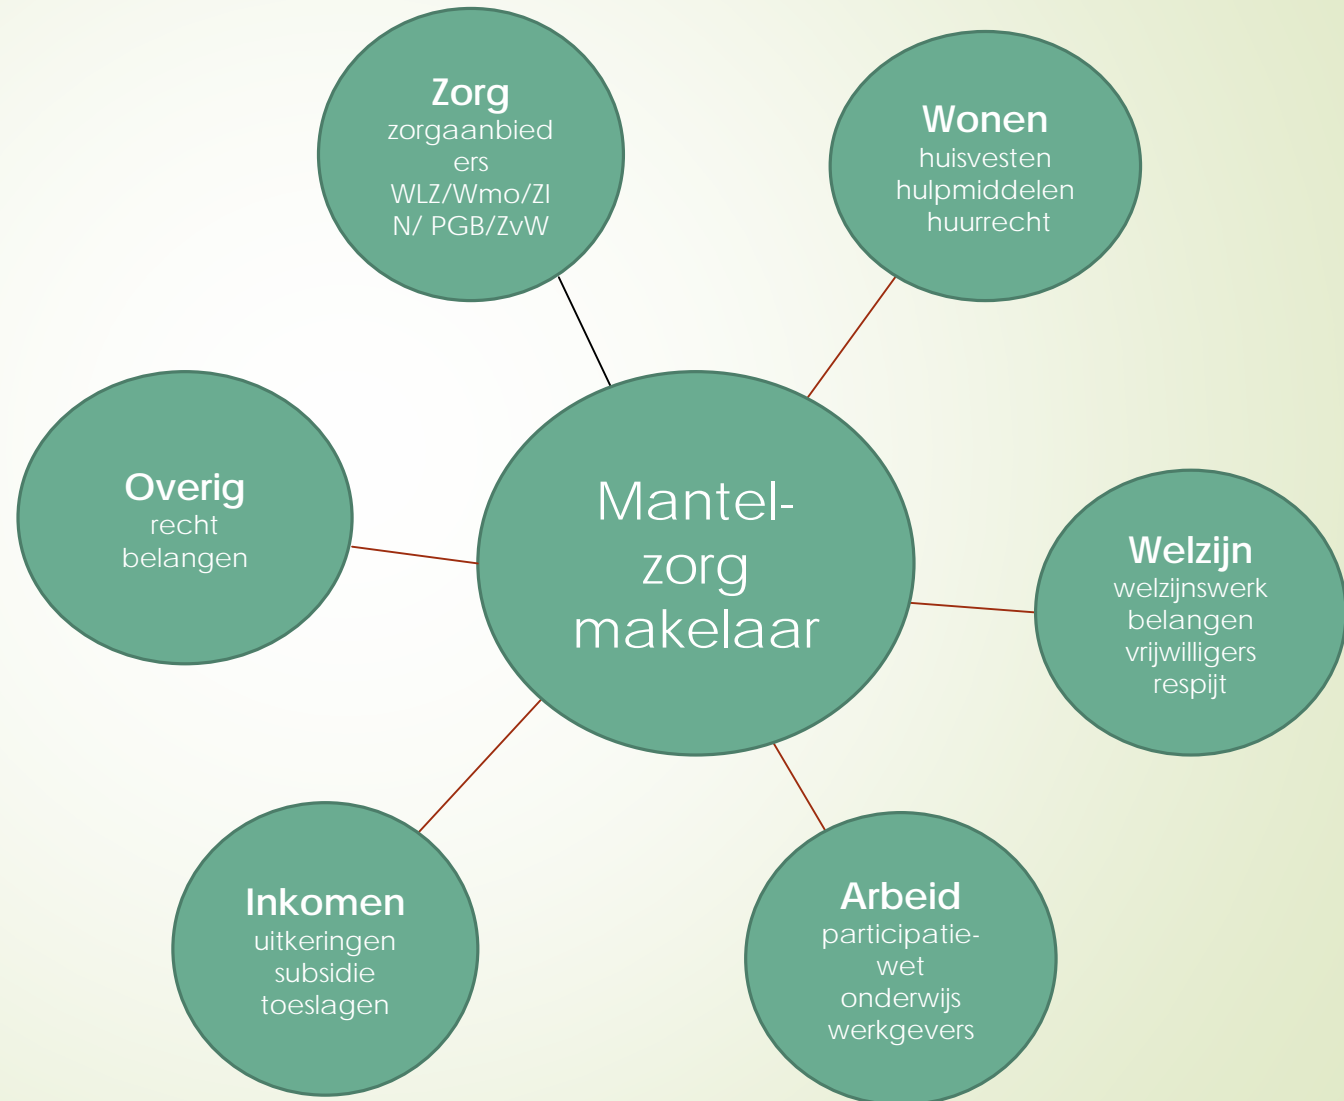 Zorg
zorgaanbied
ers
WLZ/Wmo/ZI
N/ PGB/ZvW
Wonen
huisvesten
hulpmiddelen
huurrecht
Overig
recht
belangen
Mantel-
zorg
makelaar
Welzijn
welzijnswerk
belangen
vrijwilligers
respijt
Inkomen
uitkeringen
subsidie
toeslagen
Arbeid
participatie-
wet
onderwijs
werkgevers